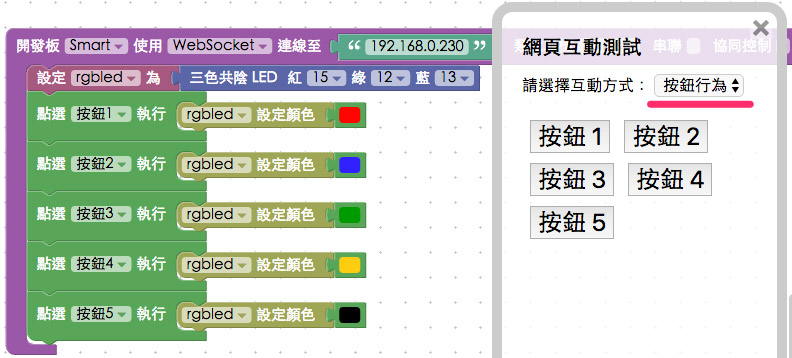 開發板 Smart 使用 WebSocket 連線至 “ 192.168.0.230 ” 串聯 協同控制
設定 rgbled 為 三色共陰 LED 紅 15 綠 12 藍 13
點選 按鈕1 執行 rgbled 設定顏色
點選 按鈕2 執行 rgbled 設定顏色
點選 按鈕3 執行 rgbled 設定顏色
點選 按鈕4 執行 rgbled 設定顏色
點選 按鈕5 執行 rgbled 設定顏色
網頁互動測試
請選擇互動方式： 按鈕行為
按鈕 1 按鈕 2
按鈕 3 按鈕 4
按鈕 5